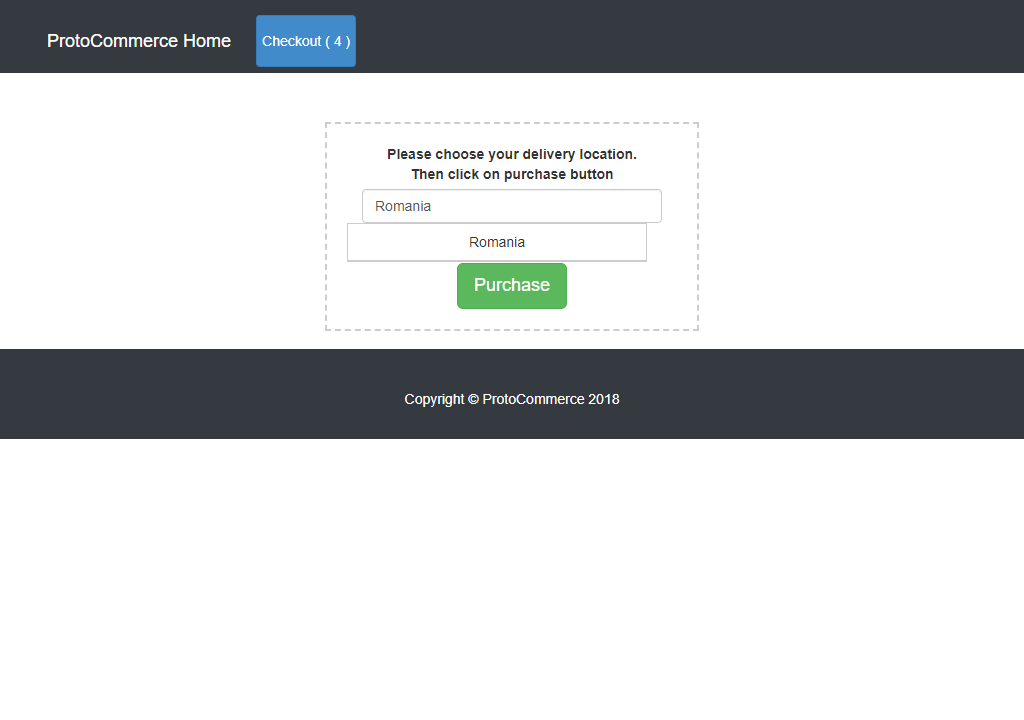 ProtoCommerce Home
Checkout ( 4 )
Please choose your delivery location.
Then click on purchase button
Romania
Romania
Purchase
Copyright © ProtoCommerce 2018